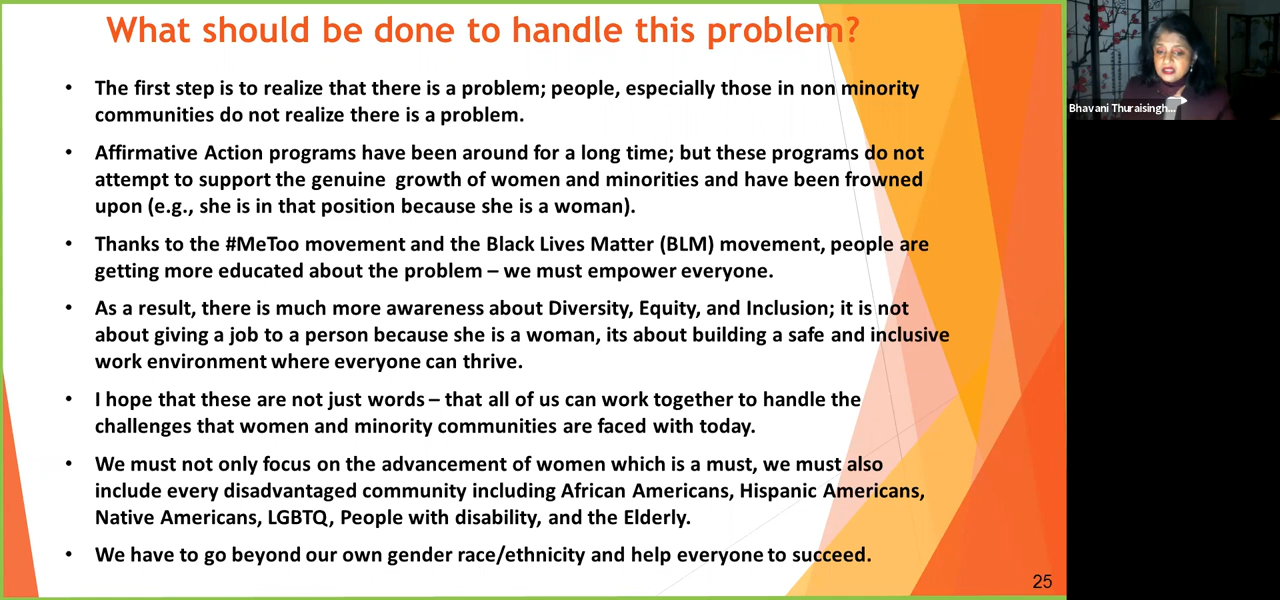 What should be done to handle this problem?
• The first step is to realize that there is a problem; people, especially those in non minority
communities do not realize there is a problem.
• Affirmative Action programs have been around for a long time; but these programs do not
attempt to support the genuine growth of women and minorities and have been frowned
upon (e.g., she is in that position because she is a woman).
• Thanks to the #MeToo movement and the Black Lives Matter (BLM) movement, people are
getting more educated about the problem – we must empower everyone.
• As a result, there is much more awareness about Diversity, Equity, and Inclusion; it is not
about giving a job to a person because she is a woman, its about building a safe and inclusive
work environment where everyone can thrive.
• I hope that these are not just words – that all of us can work together to handle the
challenges that women and minority communities are faced with today.
• We must not only focus on the advancement of women which is a must, we must also
include every disadvantaged community including African Americans, Hispanic Americans,
Native Americans, LGBTQ, People with disability, and the Elderly.
• We have to go beyond our own gender race/ethnicity and help everyone to succeed.
25
Bhavani Thuraisingh...